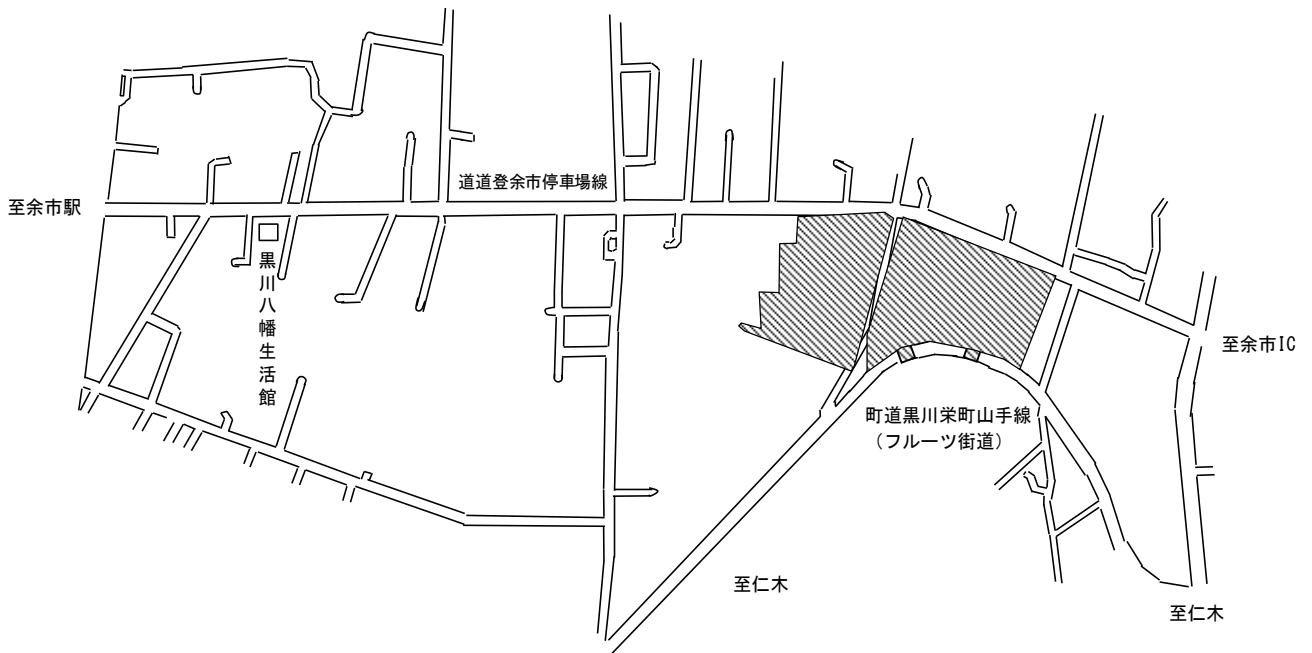 道道登余市停車場線
至余市駅
黒川八幡生活館
至余市IC
町道黒川栄町山手線
（フルーツ街道）
至仁木
至仁木